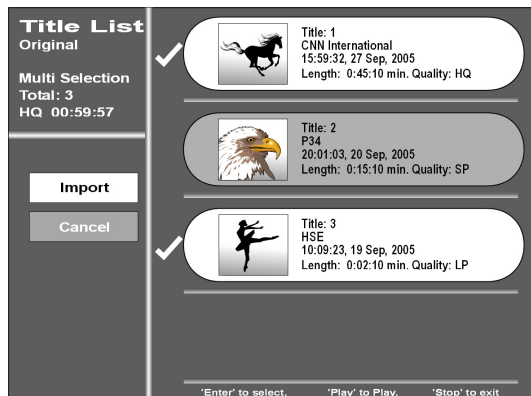 Title List
Original
Multi Selection
Total: 3
HQ 00:59:57
Import
Cancel
Title: 1
CNN International
15:59:32, 27 Sep, 2005
Length: 0:45:10 min. Quality: HQ
Title: 2
P34
20:01:03, 20 Sep, 2005
Length: 0:15:10 min. Quality: SP
Title: 3
HSE
10:09:23, 19 Sep, 2005
Length: 0:02:10 min. Quality: LP
'Enter' to select. 'Play' to Play. 'Stop' to exit